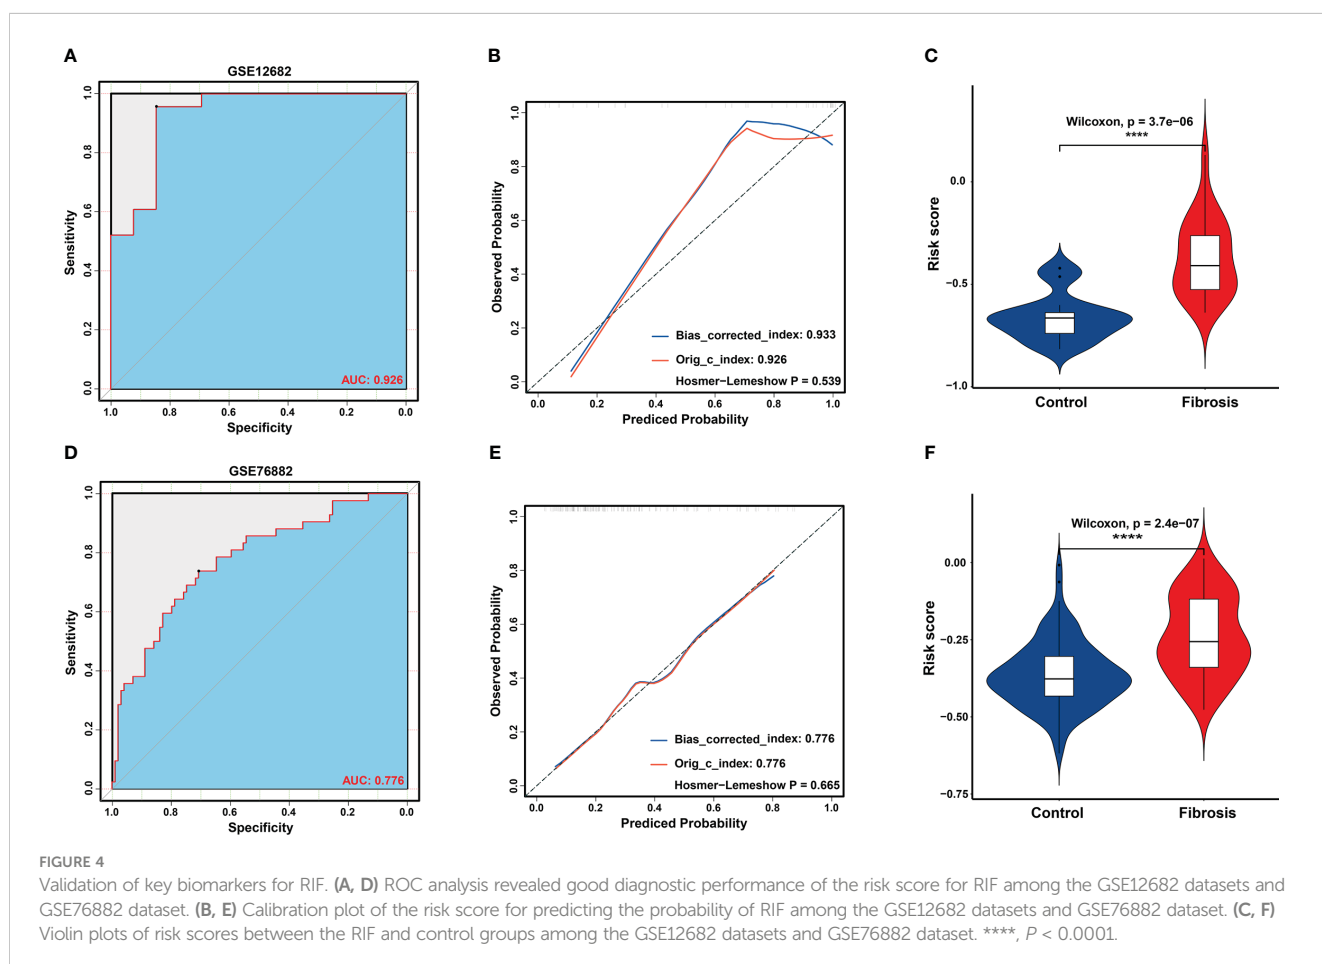 A
GSE12682
1.0
0.8
0.6
0.4
0.2
0.0
Sensitivity
AUC: 0.926
1.0 0.8 0.6 0.4 0.2 0.0
Specificity
B
1.0
0.8
0.6
0.4
0.2
0.0
Observed Probability
Bias_corrected_index: 0.933
Orig_c_index: 0.926
Hosmer−Lemeshow P = 0.539
0.0 0.2 0.4 0.6 0.8 1.0
Prediced Probability
C
Wilcoxon, p = 3.7e−06
****
0.0
−0.5
−1.0
Risk score
Control Fibrosis
D
GSE76882
1.0
0.8
0.6
0.4
0.2
0.0
Sensitivity
AUC: 0.776
1.0 0.8 0.6 0.4 0.2 0.0
Specificity
E
1.0
0.8
0.6
0.4
0.2
0.0
Observed Probability
Bias_corrected_index: 0.776
Orig_c_index: 0.776
Hosmer−Lemeshow P = 0.665
0.0 0.2 0.4 0.6 0.8 1.0
Prediced Probability
F
Wilcoxon, p = 2.4e−07
****
0.00
−0.25
−0.50
−0.75
Risk score
Control Fibrosis
FIGURE 4
Validation of key biomarkers for RIF. (A, D) ROC analysis revealed good diagnostic performance of the risk score for RIF among the GSE12682 datasets and
GSE76882 dataset. (B, E) Calibration plot of the risk score for predicting the probability of RIF among the GSE12682 datasets and GSE76882 dataset. (C, F)
Violin plots of risk scores between the RIF and control groups among the GSE12682 datasets and GSE76882 dataset. ****, P < 0.0001.